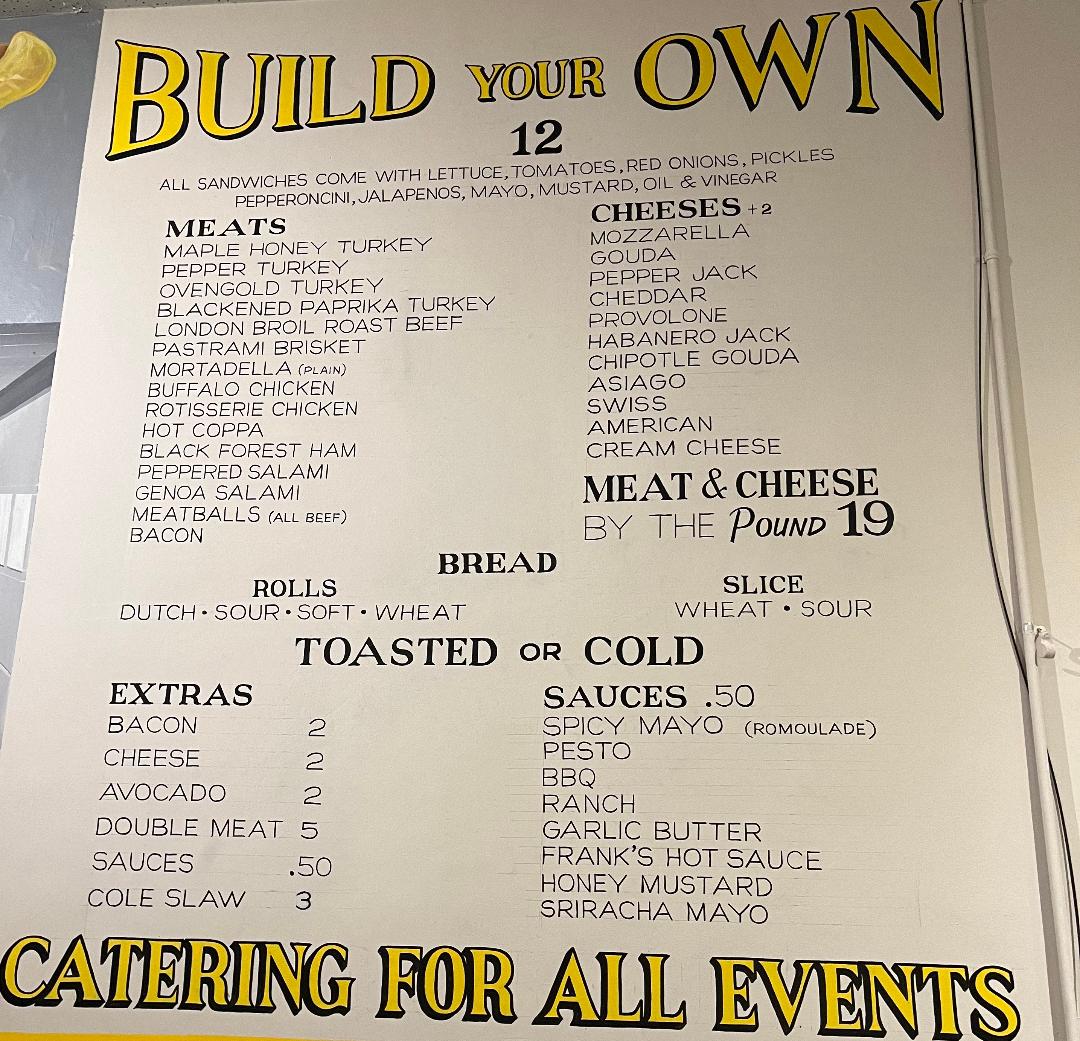 BUILD YOUR OWN
12
ALL SANDWICHES COME WITH LETTUCE, TOMATOES, RED ONIONS, PICKLES
PEPPERONCINI, JALAPENOS, MAYO, MUSTARD, OIL & VINEGAR
MEATS
MAPLE HONEY TURKEY
PEPPER TURKEY
OVENGOLD TURKEY
BLACKENED PAPRIKA TURKEY
LONDON BROIL ROAST BEEF
PASTRAMI BRISKET
MORTADELLA (PLAIN)
BUFFALO CHICKEN
ROTISSERIE CHICKEN
HOT COPPA
BLACK FOREST HAM
PEPPERED SALAMI
GENOA SALAMI
MEATBALLS (ALL BEEF)
BACON
CHEESES +2
MOZZARELLA
GOUDA
PEPPER JACK
CHEDDAR
PROVOLONE
HABANERO JACK
CHIPOTLE GOUDA
ASIAGO
SWISS
AMERICAN
CREAM CHEESE
MEAT & CHEESE
BY THE POUND 19
BREAD
ROLLS
DUTCH • SOUR • SOFT • WHEAT
SLICE
WHEAT • SOUR
TOASTED OR COLD
EXTRAS
BACON 2
CHEESE 2
AVOCADO 2
DOUBLE MEAT 5
SAUCES .50
COLE SLAW 3
SAUCES .50
SPICY MAYO (ROMOULADE)
PESTO
BBQ
RANCH
GARLIC BUTTER
FRANK'S HOT SAUCE
HONEY MUSTARD
SRIRACHA MAYO
CATERING FOR ALL EVENTS